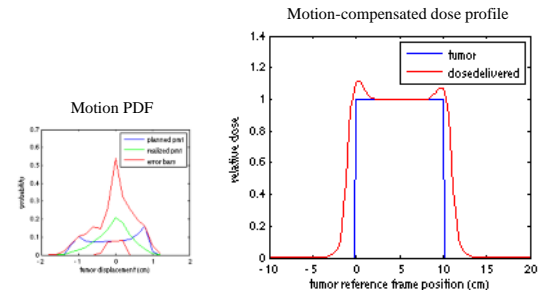 Motion-compensated dose profile
1.4
1.2
1
0.8
0.6
0.4
0.2
0
-10
-5
0
5
10
15
20
relative dose
tumor reference frame position (cm)
tumor
dosedelivered
Motion PDF
0.7
0.6
0.5
0.4
0.3
0.2
0.1
0
-2
-1
0
1
2
probability
tumor displacement (cm)
planned pmf
realized pmf
error bars